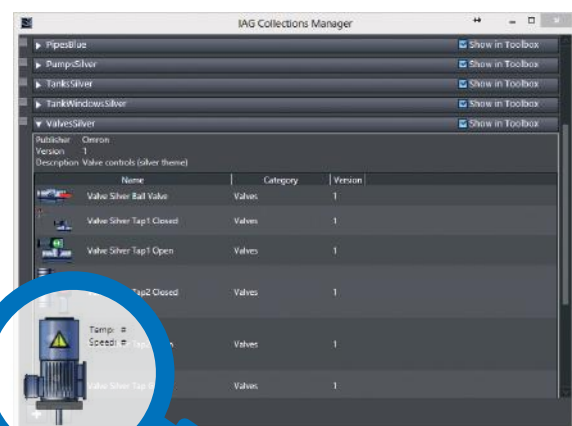 IAG Collections Manager
PipesBlue Show in Toolbox
PumpsSilver Show in Toolbox
TanksSilver Show in Toolbox
TankWindowsSilver Show in Toolbox
ValvesSilver Show in Toolbox
Publisher Omron
Version 1
Description Valve controls (silver theme)
Name Category Version
Valve Silver Ball Valve Valves 1
Valve Silver Tap1 Closed Valves 1
Valve Silver Tap1 Open Valves 1
Tap2 Closed Valves 1
Temp: #
Speed: #
Valves 1
Valve Silver Tap Valves 1